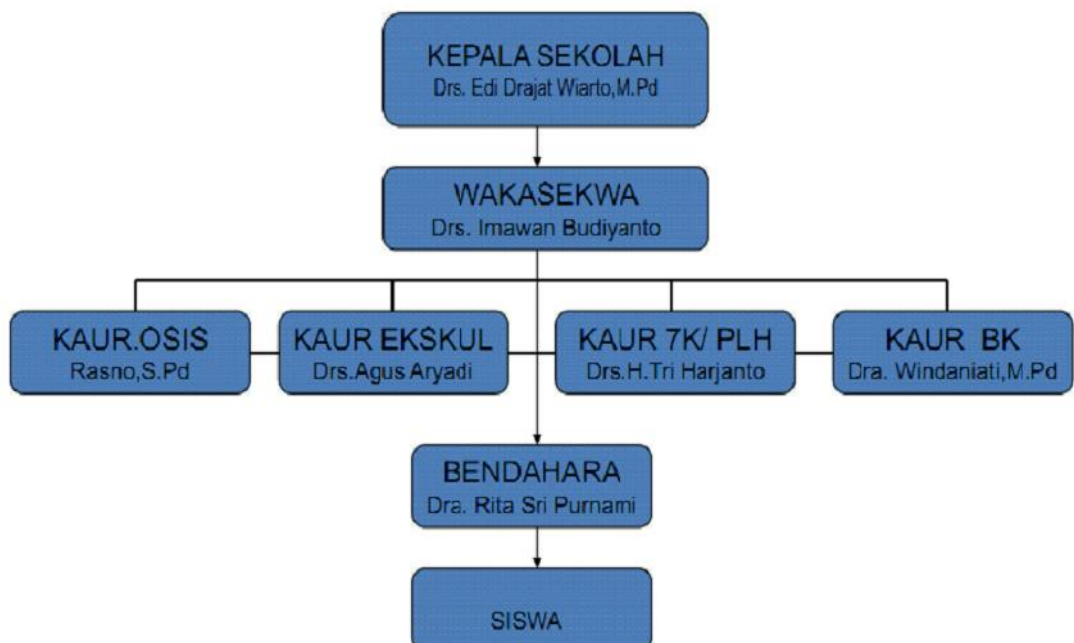 KEPALA SEKOLAH
Drs. Edi Drajat Wiarto,M.Pd
WAKASEKWA
Drs. Imawan Budiyanto
KAUR.OSIS
Rasno,S.Pd
KAUR EKSKUL
Drs.Agus Aryadi
KAUR 7K/ PLH
Drs.H.Tri Harjanto
KAUR BK
Dra. Windaniati,M.Pd
BENDAHARA
Dra. Rita Sri Purnami
SISWA